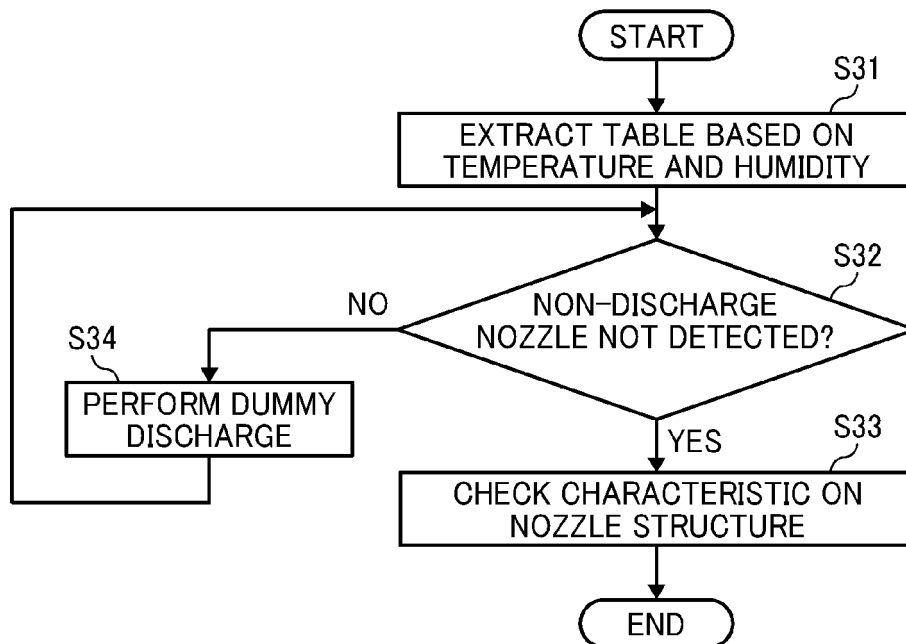 START
S31
EXTRACT TABLE BASED ON
TEMPERATURE AND HUMIDITY
S32
NON-DISCHARGE
NOZZLE NOT DETECTED?
NO
S34
PERFORM DUMMY
DISCHARGE
YES
S33
CHECK CHARACTERISTIC ON
NOZZLE STRUCTURE
END